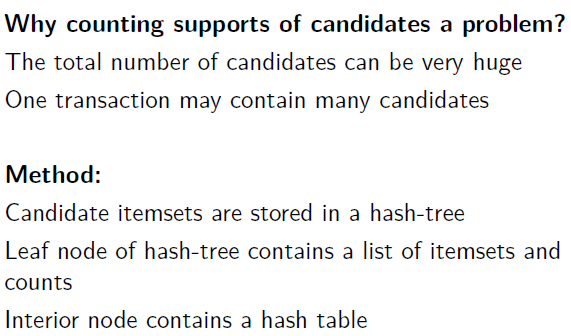 Why counting supports of candidates a problem?
The total number of candidates can be very huge
One transaction may contain many candidates
Method:
Candidate itemsets are stored in a hash-tree
Leaf node of hash-tree contains a list of itemsets and
counts
Interior node contains a hash table